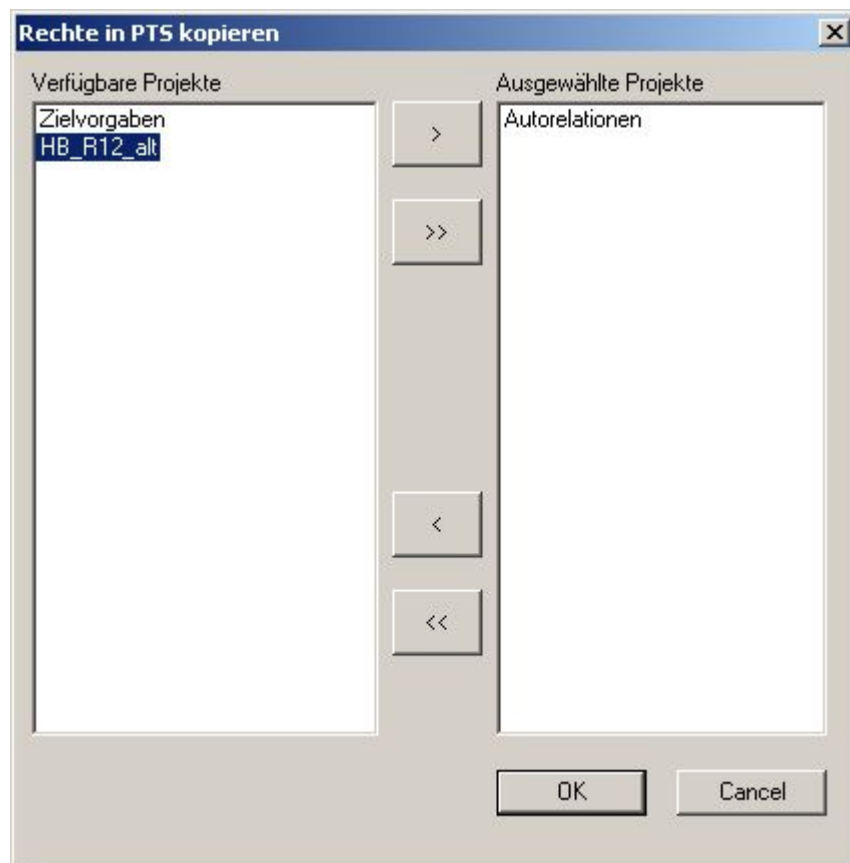 Rechte in PTS kopieren
Verfügbare Projekte
Ausgewählte Projekte
Zielvorgaben
HB_R12_alt
Autorelationen
>
>>
<
<<
OK
Cancel